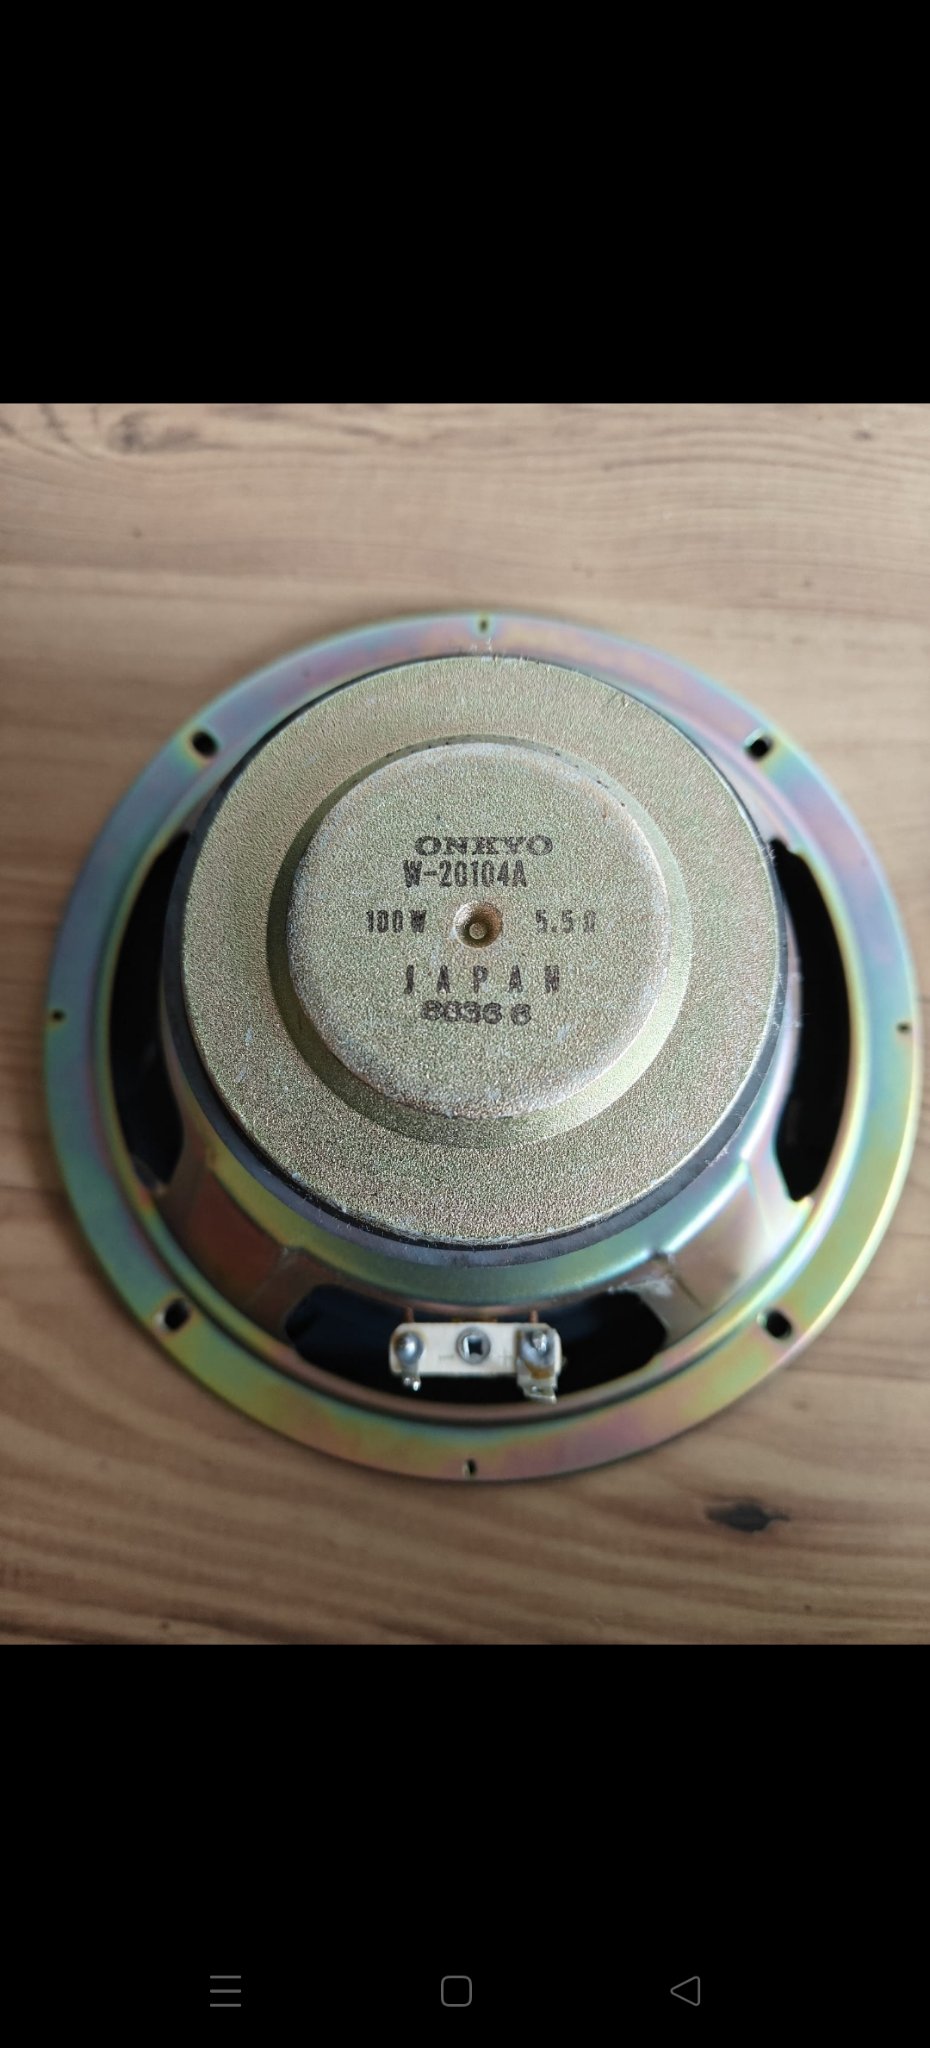 ONKYO
W-20104A
100W 5.5Ω
JAPAN
8036 6